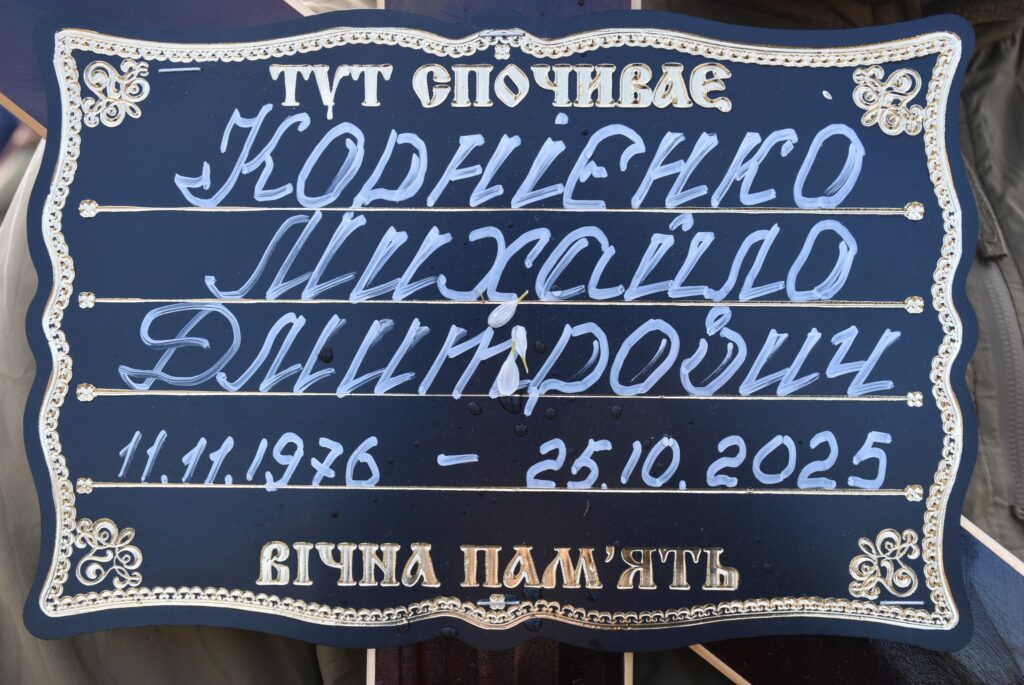 ТУТ СПОЧИВАЄ
Корнієнко
Михайло
Дмитрович
11.11.1976 - 25.10.2025
ВІЧНА ПАМ'ЯТЬ